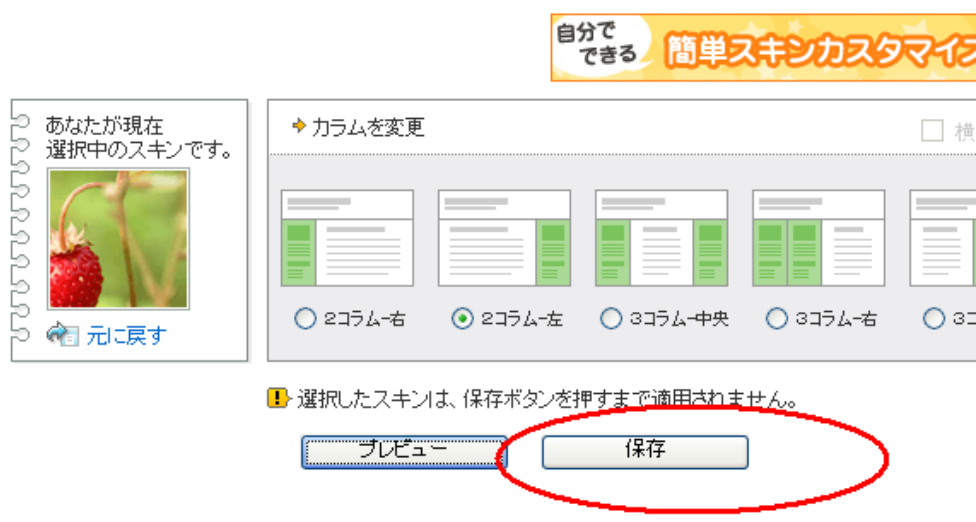 自分で
できる
簡単スキンカスタマイズ
あなたが現在
選択中のスキンです。
元に戻す
カラムを変更
横
2コラム-右
2コラム-左
3コラム-中央
3コラム-右
3コ
選択したスキンは、保存ボタンを押すまで適用されません。
プレビュー
保存